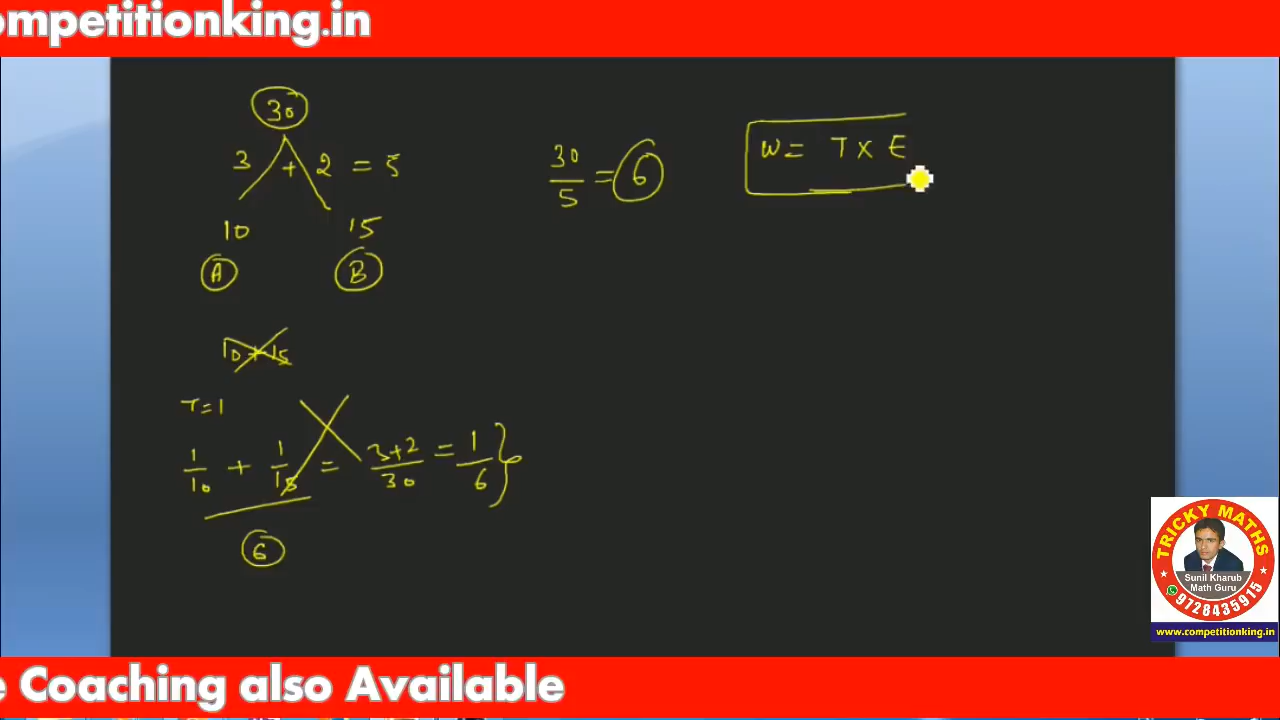 ompetitionking.in
30
3 + 2 = 5
10 15
A B
30/5 = 6
W = T x E
10 + 15
T=1
1/10 + 1/15 = 3+2/30 = 1/6
6
TRICKY MATHS
Sunil Kharub
Math Guru
9728435915
www.competitionking.in
e Coaching also Available